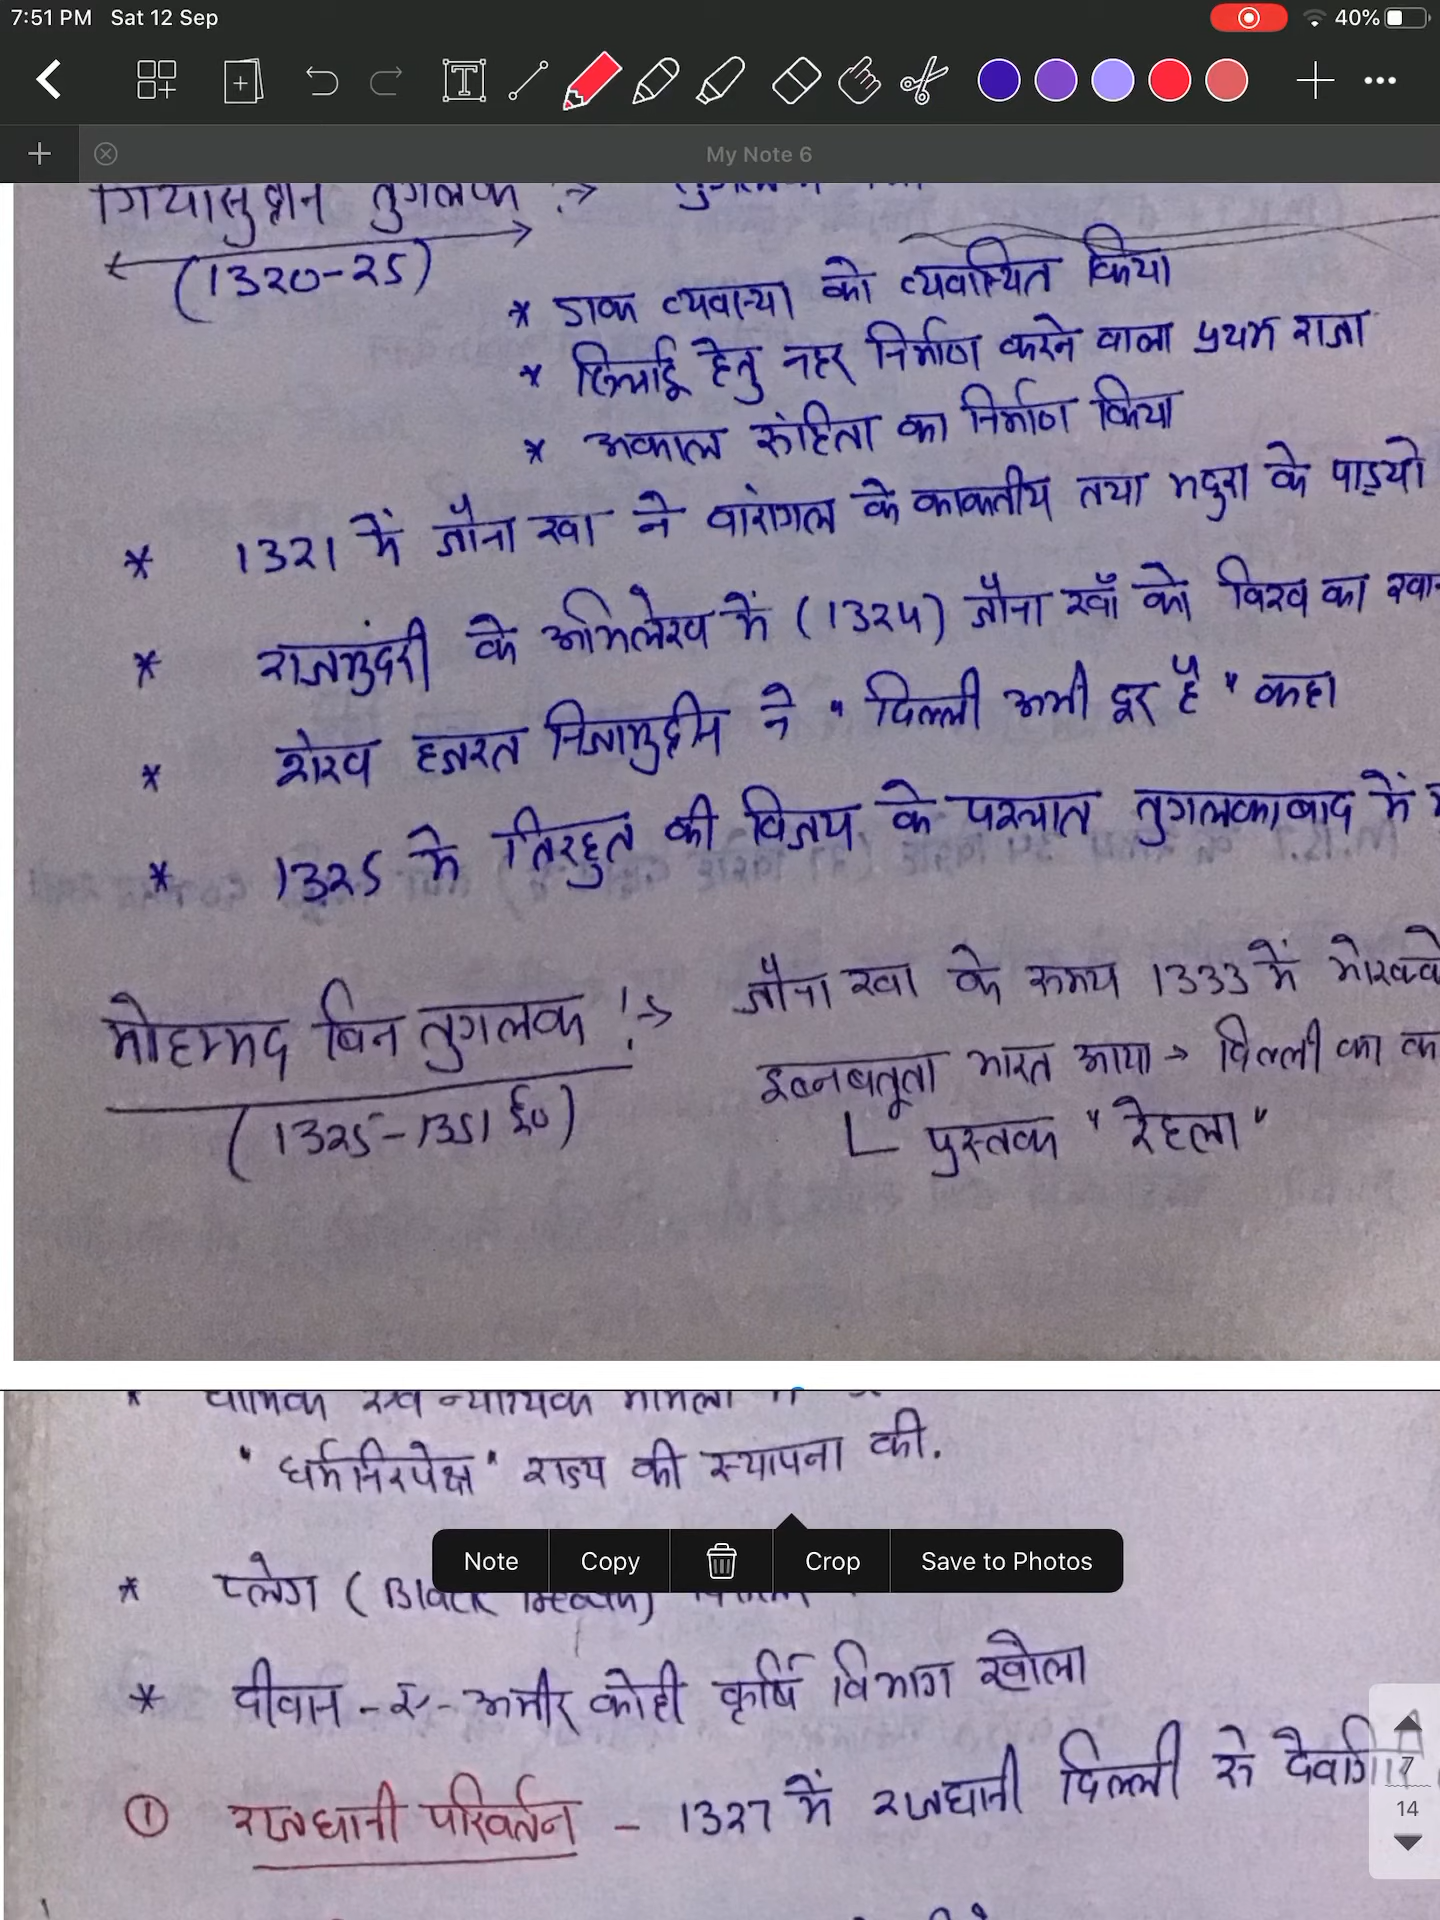 7:51 PM Sat 12 Sep
40%
My Note 6
गियासुद्दीन तुगलक :->
(1320-25)
* डाक व्यवस्था को व्यवस्थित किया
* सिंचाई हेतु नहर निर्माण करने वाला प्रथम राजा
* अकाल संहिता का निर्माण किया
* 1321 में जौना खा ने वारंगल के काकतीय तथा मदुरा के पाड्यो
* राजमुंदरी के अभिलेख में (1324) जौना खाँ को विश्व का
* शेख हजरत निजामुद्दीन ने "दिल्ली अभी दूर है" कहा
* 1325 मे तिरहुत की विजय के पश्चात तुगलकाबाद में
मोहम्मद बिन तुगलक :-> जौना खा के समय 1333 में
(1325-1351 ई०) इब्नबतूता भारत आया → दिल्ली का
पुस्तक "रेहला"
"धर्मनिरपेक्ष" राज्य की स्थापना की.
Note Copy Crop Save to Photos
* प्लेग (Black Death)
* दीवान-ए-अमीर कोही कृर्षि विभाग खोला
① राजधानी परिवर्तन - 1327 में राजधानी दिल्ली से देवगिरि
7
14